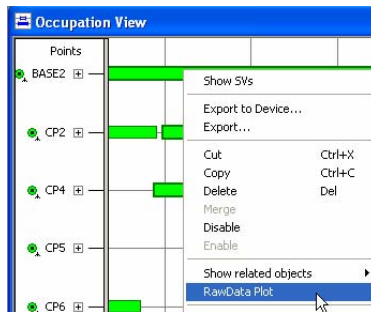 Occupation View
Points
BASE2
CP2
CP4
CP5
CP6
Show SVs
Export to Device...
Export...
Cut Ctrl+X
Copy Ctrl+C
Delete Del
Merge
Disable
Enable
Show related objects
RawData Plot